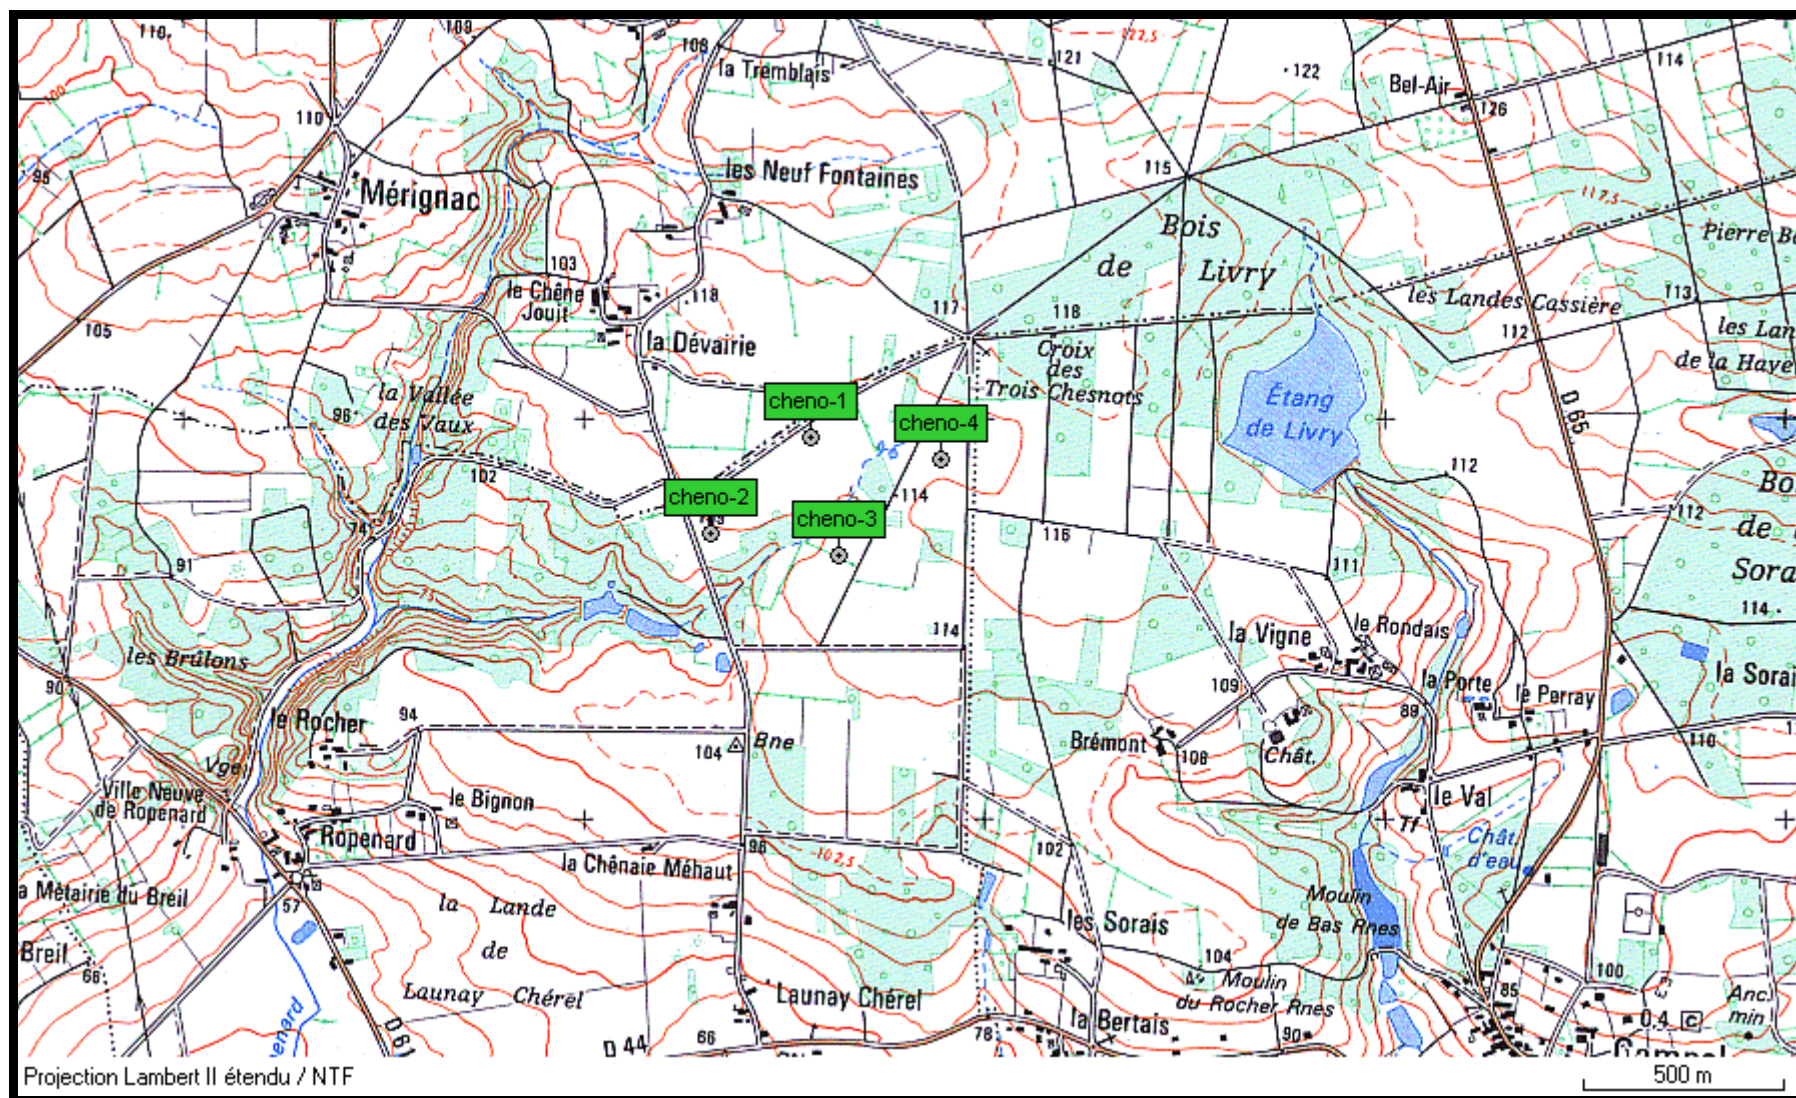 110
109
108
la Tremblais
121
122,5
122
114
Bel-Air
126
100
110
95
115
les Neuf Fontaines
117,5
Mérignac
Bois
de
Livry
Pierre B
103
le Chêne
Jouit
118
117
118
les Landes Cassière
113
112
105
la Dévairie
les Lan
de la Haye
Croix
des
Trois Chesnots
Étang
de Livry
la Vallée
des Vaux
96
cheno-1
cheno-4
D 65
102
112
cheno-2
cheno-3
114
Bo
112
de
74
116
91
111
Sora
75
114
114
la Vigne
le Rondais
les Brûlons
90
109
la Porte
89
le Perray
la Sorai
le Rocher
94
104
Bne
Brémont
108
Chât.
110
Vge
Ville Neuve
de Ropenard
le Bignon
le Val
Ropenard
Tf
98
102,5
102
Chât.
d'eau
la Chênaie Méhaut
a Métairie du Breil
57
la Lande
de
Launay Chérel
Moulin
de Bas Rnes
les Sorais
104
Breil
66
100
Moulin
du Rocher Rnes
85
Anc.
min
Launay Chérel
la Bertais
0,4
C
enard
D 61
D 44
66
78
90
Projection Lambert II étendu / NTF
500 m